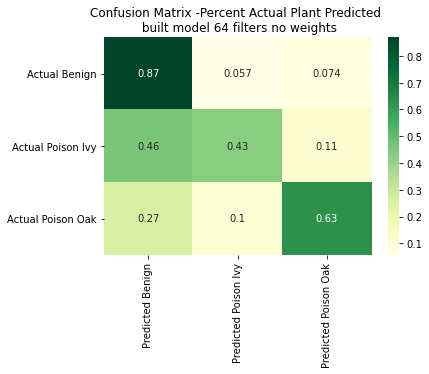 Confusion Matrix -Percent Actual Plant Predicted
built model 64 filters no weights
Actual Benign
0.87 0.057 0.074
Actual Poison Ivy
0.46 0.43 0.11
Actual Poison Oak
0.27 0.1 0.63
Predicted Benign
Predicted Poison Ivy
Predicted Poison Oak
0.8
0.7
0.6
0.5
0.4
0.3
0.2
0.1